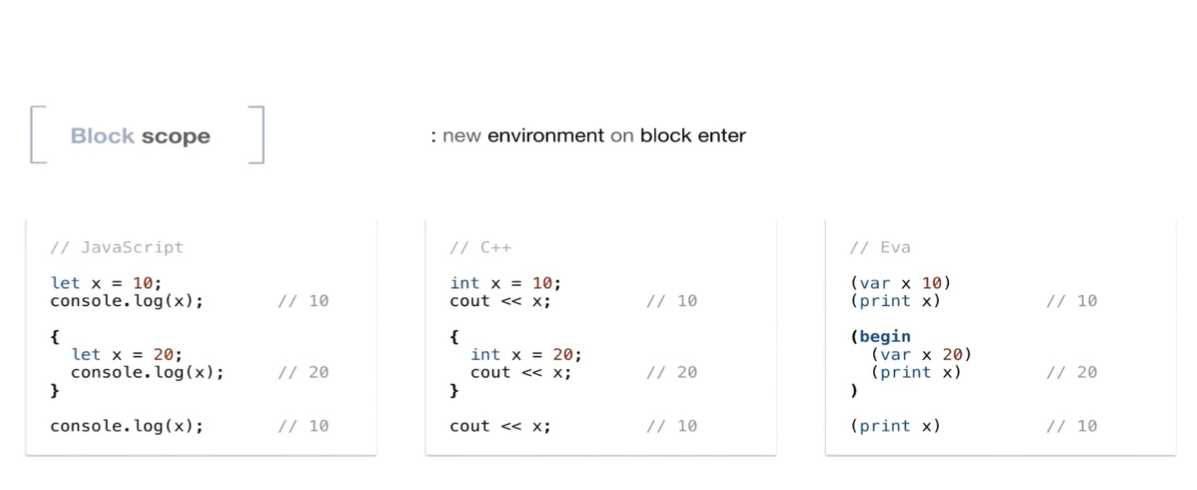 Block scope
: new environment on block enter
// JavaScript
let x = 10;
console.log(x); // 10
{
let x = 20;
console.log(x); // 20
}
console.log(x); // 10
// C++
int x = 10;
cout << x; // 10
{
int x = 20;
cout << x; // 20
}
cout << x; // 10
// Eva
(var x 10)
(print x) // 10
(begin
(var x 20)
(print x) // 20
)
(print x) // 10